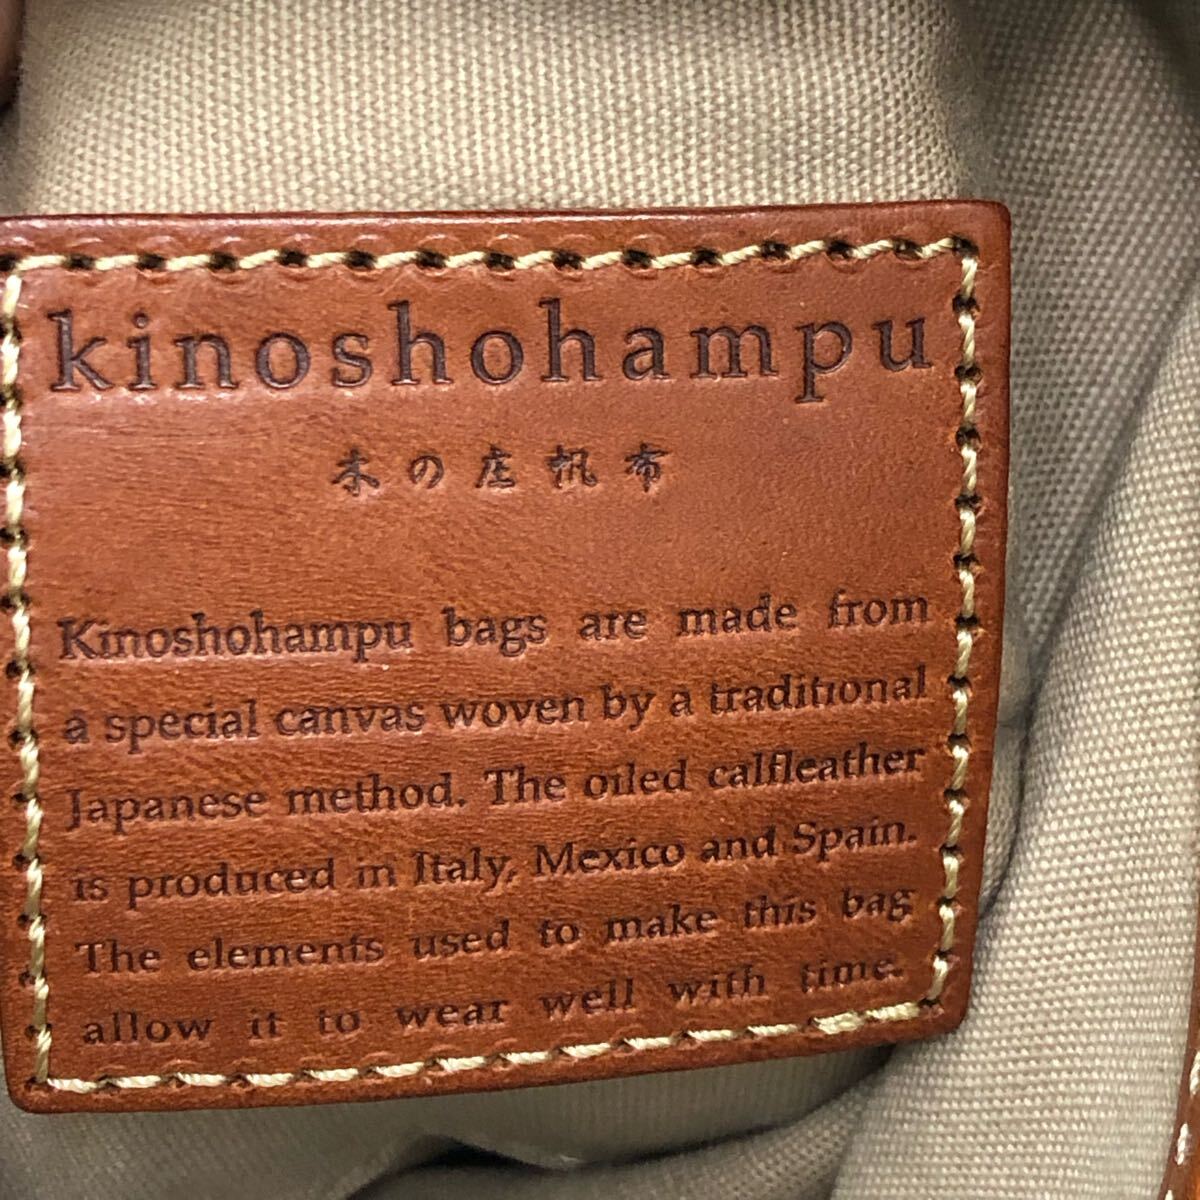 kinoshohampu
木の庄帆布
Kinoshohampu bags are made from
a special canvas woven by a traditional
Japanese method. The oiled calfleather
is produced in Italy, Mexico and Spain.
The elements used to make this bag
allow it to wear well with time.